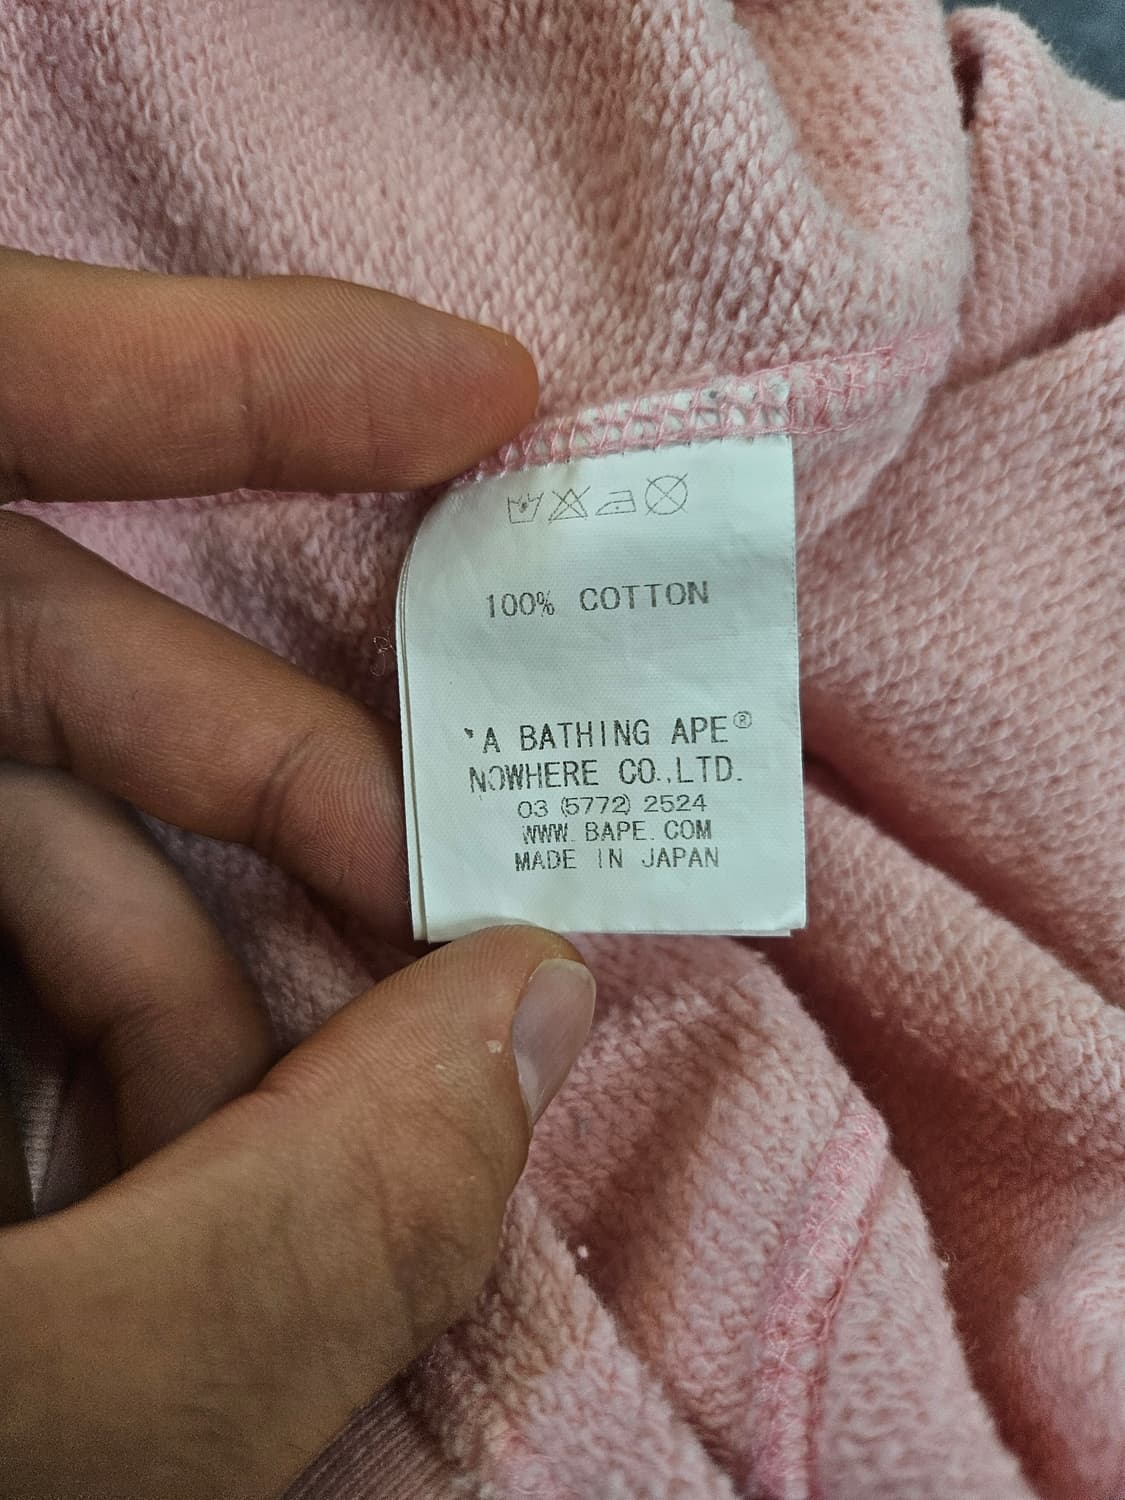 100% COTTON
'A BATHING APE®
NOWHERE CO.,LTD.
03 (5772) 2524
WWW. BAPE. COM
MADE IN JAPAN